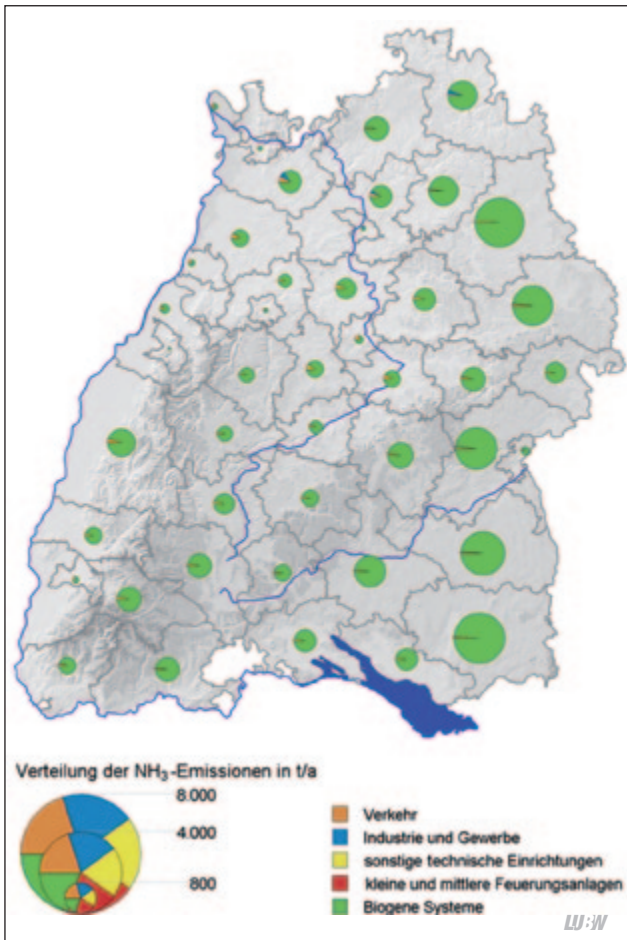 Verteilung der NH₃-Emissionen in t/a
8.000
4.000
800
Verkehr
Industrie und Gewerbe
sonstige technische Einrichtungen
kleine und mittlere Feuerungsanlagen
Biogene Systeme
LUBW